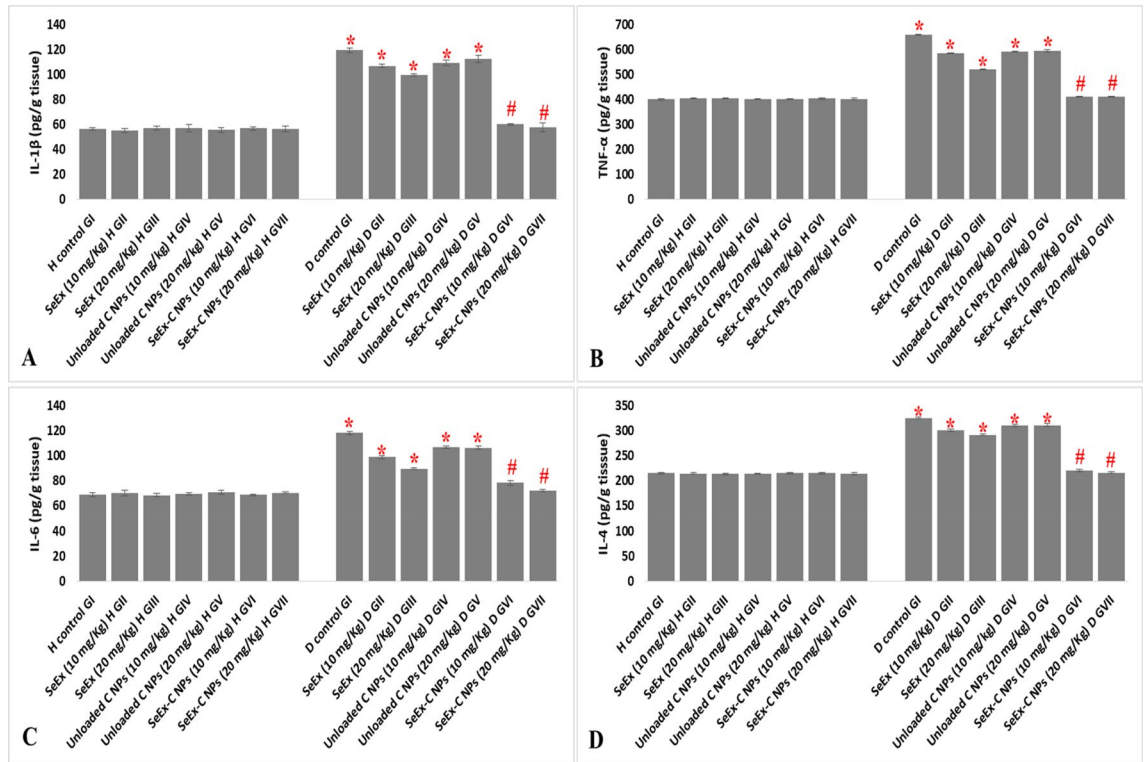 140
120
100
80
60
40
20
0
IL-1β (pg/g tissue)
* * * * * # #
H control GI
SeEx (10 mg/Kg) H GII
SeEx (20 mg/Kg) H GIII
Unloaded C NPs (10 mg/Kg) H GIV
Unloaded C NPs (20 mg/Kg) H GV
SeEx-C NPs (10 mg/Kg) H GVI
SeEx-C NPs (20 mg/Kg) H GVII
D control GI
SeEx (10 mg/Kg) D GII
SeEx (20 mg/Kg) D GIII
Unloaded C NPs (10 mg/Kg) D GIV
Unloaded C NPs (20 mg/Kg) D GV
SeEx-C NPs (10 mg/Kg) D GVI
SeEx-C NPs (20 mg/Kg) D GVII
A
700
600
500
400
300
200
100
0
TNF-α (pg/g tissue)
* * * * * # #
H control GI
SeEx (10 mg/Kg) H GII
SeEx (20 mg/Kg) H GIII
Unloaded C NPs (10 mg/Kg) H GIV
Unloaded C NPs (20 mg/Kg) H GV
SeEx-C NPs (10 mg/Kg) H GVI
SeEx-C NPs (20 mg/Kg) H GVII
D control GI
SeEx (10 mg/Kg) D GII
SeEx (20 mg/Kg) D GIII
Unloaded C NPs (10 mg/Kg) D GIV
Unloaded C NPs (20 mg/Kg) D GV
SeEx-C NPs (10 mg/Kg) D GVI
SeEx-C NPs (20 mg/Kg) D GVII
B
140
120
100
80
60
40
20
0
IL-6 (pg/g tissue)
* * * * * # #
H control GI
SeEx (10 mg/Kg) H GII
SeEx (20 mg/Kg) H GIII
Unloaded C NPs (10 mg/Kg) H GIV
Unloaded C NPs (20 mg/Kg) H GV
SeEx-C NPs (10 mg/Kg) H GVI
SeEx-C NPs (20 mg/Kg) H GVII
D control GI
SeEx (10 mg/Kg) D GII
SeEx (20 mg/Kg) D GIII
Unloaded C NPs (10 mg/Kg) D GIV
Unloaded C NPs (20 mg/Kg) D GV
SeEx-C NPs (10 mg/Kg) D GVI
SeEx-C NPs (20 mg/Kg) D GVII
C
350
300
250
200
150
100
50
0
IL-4 (pg/g tissue)
* * * * * # #
H control GI
SeEx (10 mg/Kg) H GII
SeEx (20 mg/Kg) H GIII
Unloaded C NPs (10 mg/Kg) H GIV
Unloaded C NPs (20 mg/Kg) H GV
SeEx-C NPs (10 mg/Kg) H GVI
SeEx-C NPs (20 mg/Kg) H GVII
D control GI
SeEx (10 mg/Kg) D GII
SeEx (20 mg/Kg) D GIII
Unloaded C NPs (10 mg/Kg) D GIV
Unloaded C NPs (20 mg/Kg) D GV
SeEx-C NPs (10 mg/Kg) D GVI
SeEx-C NPs (20 mg/Kg) D GVII
D